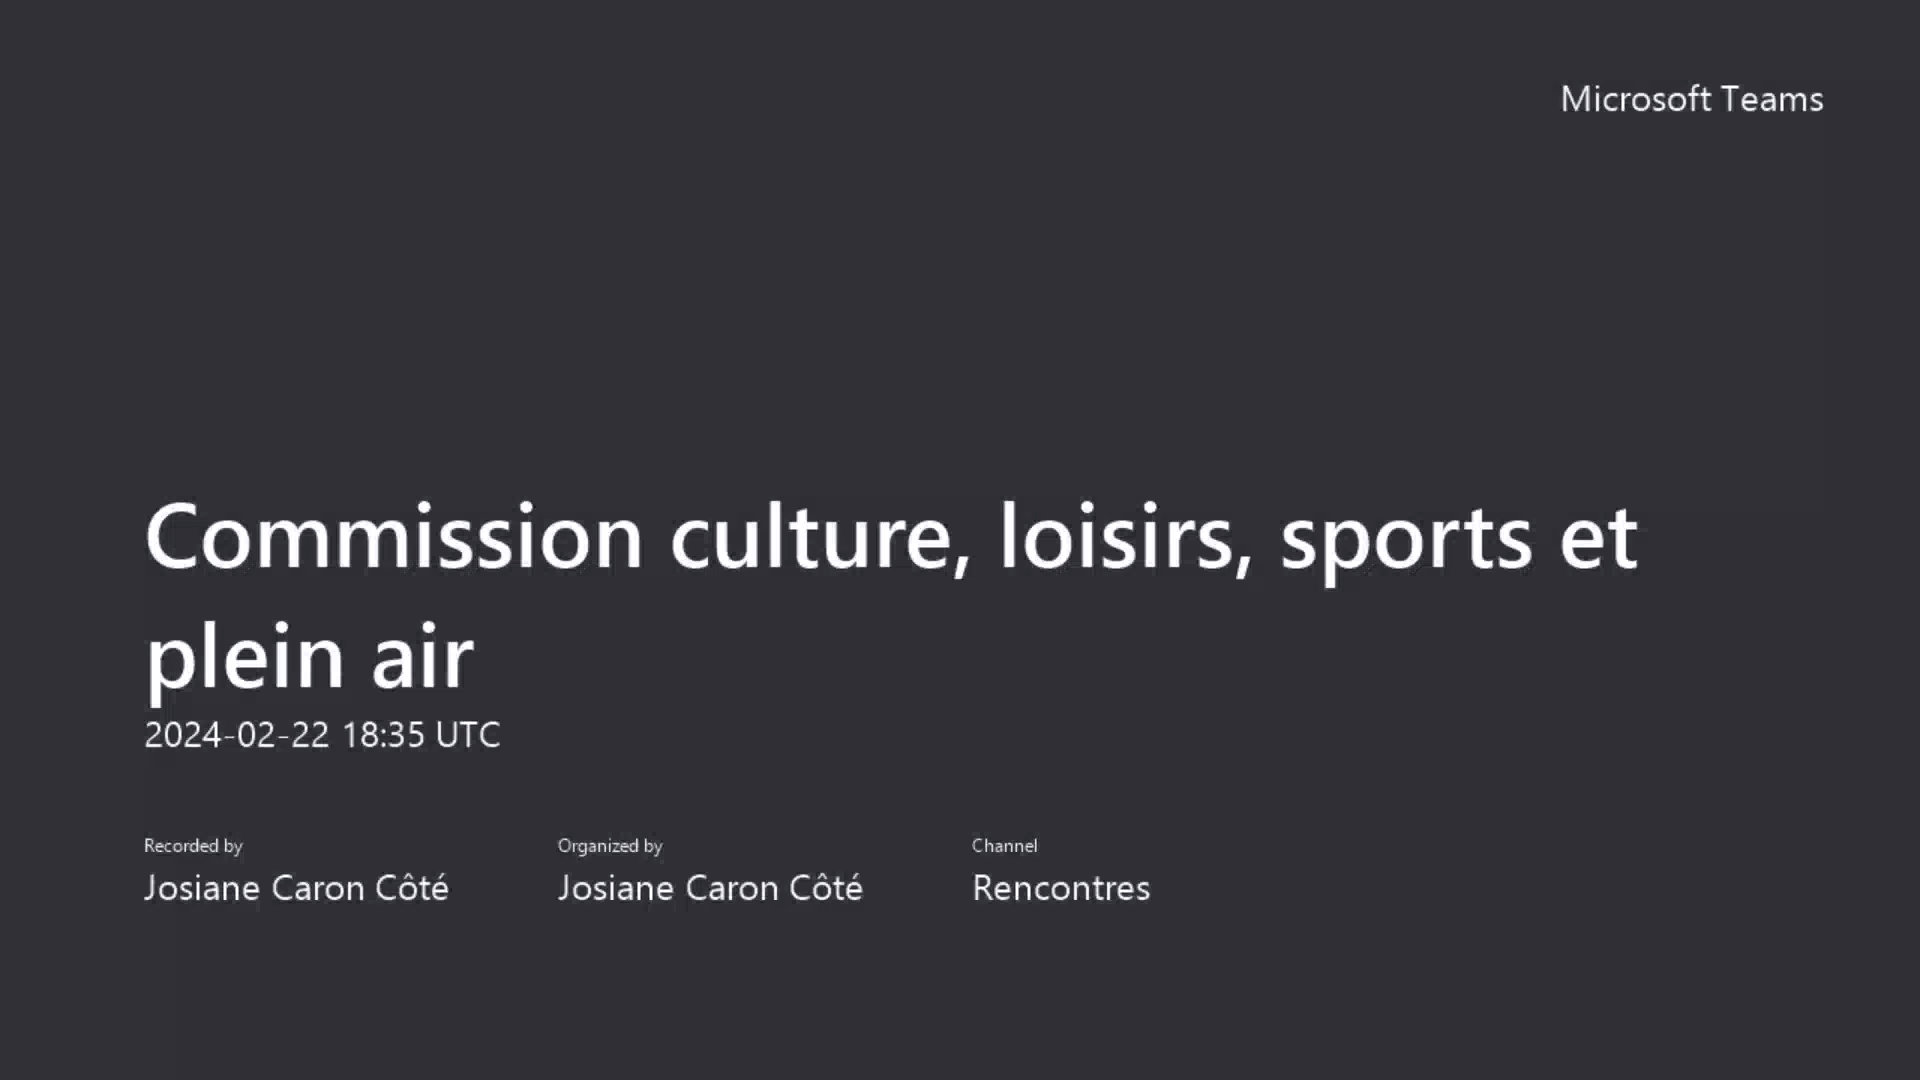 Microsoft Teams
Commission culture, loisirs, sports et
plein air
2024-02-22 18:35 UTC
Recorded by
Josiane Caron Côté
Organized by
Josiane Caron Côté
Channel
Rencontres